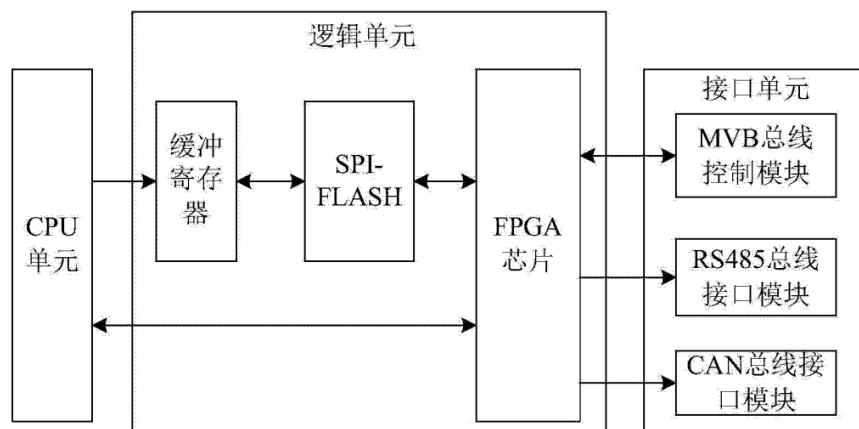 逻辑单元
接口单元
CPU
单元
缓冲
寄存
器
SPI-
FLASH
FPGA
芯片
MVB总线
控制模块
RS485总线
接口模块
CAN总线接
口模块